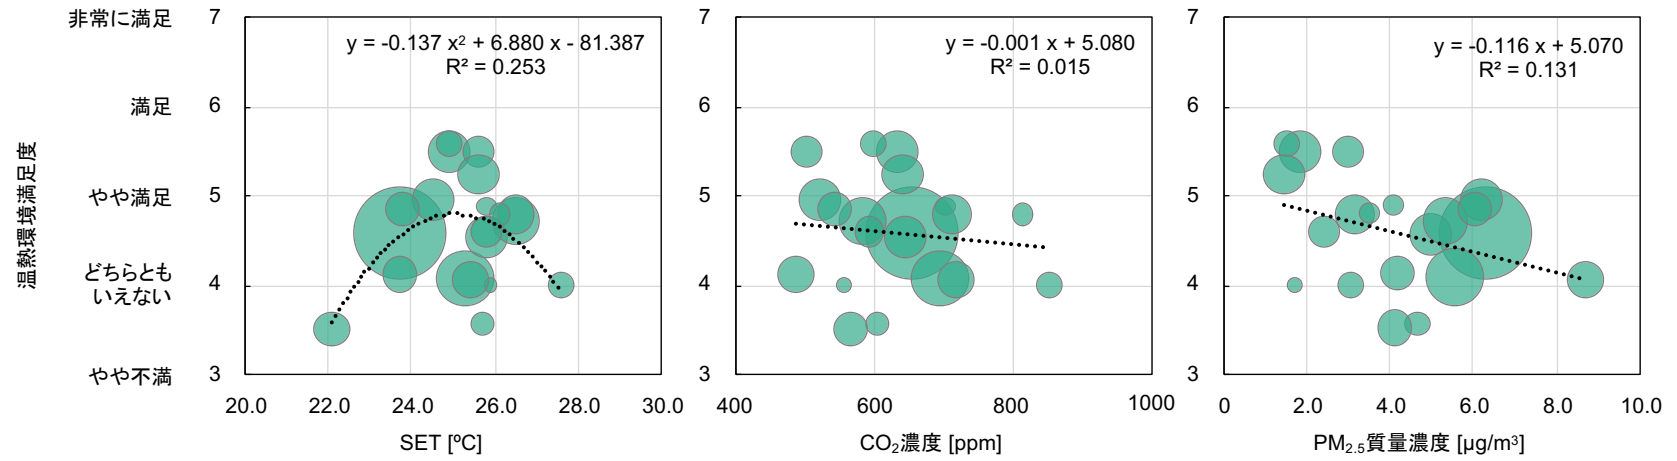 温熱環境満足度
非常に満足
満足
やや満足
どちらとも
いえない
やや不満
7
6
5
4
3
y = -0.137 x² + 6.880 x - 81.387
R² = 0.253
20.0 22.0 24.0 26.0 28.0 30.0
SET [ºC]
7
6
5
4
3
y = -0.001 x + 5.080
R² = 0.015
400 600 800 1000
CO₂濃度 [ppm]
7
6
5
4
3
y = -0.116 x + 5.070
R² = 0.131
0 2.0 4.0 6.0 8.0 10.0
PM₂.₅質量濃度 [µg/m³]